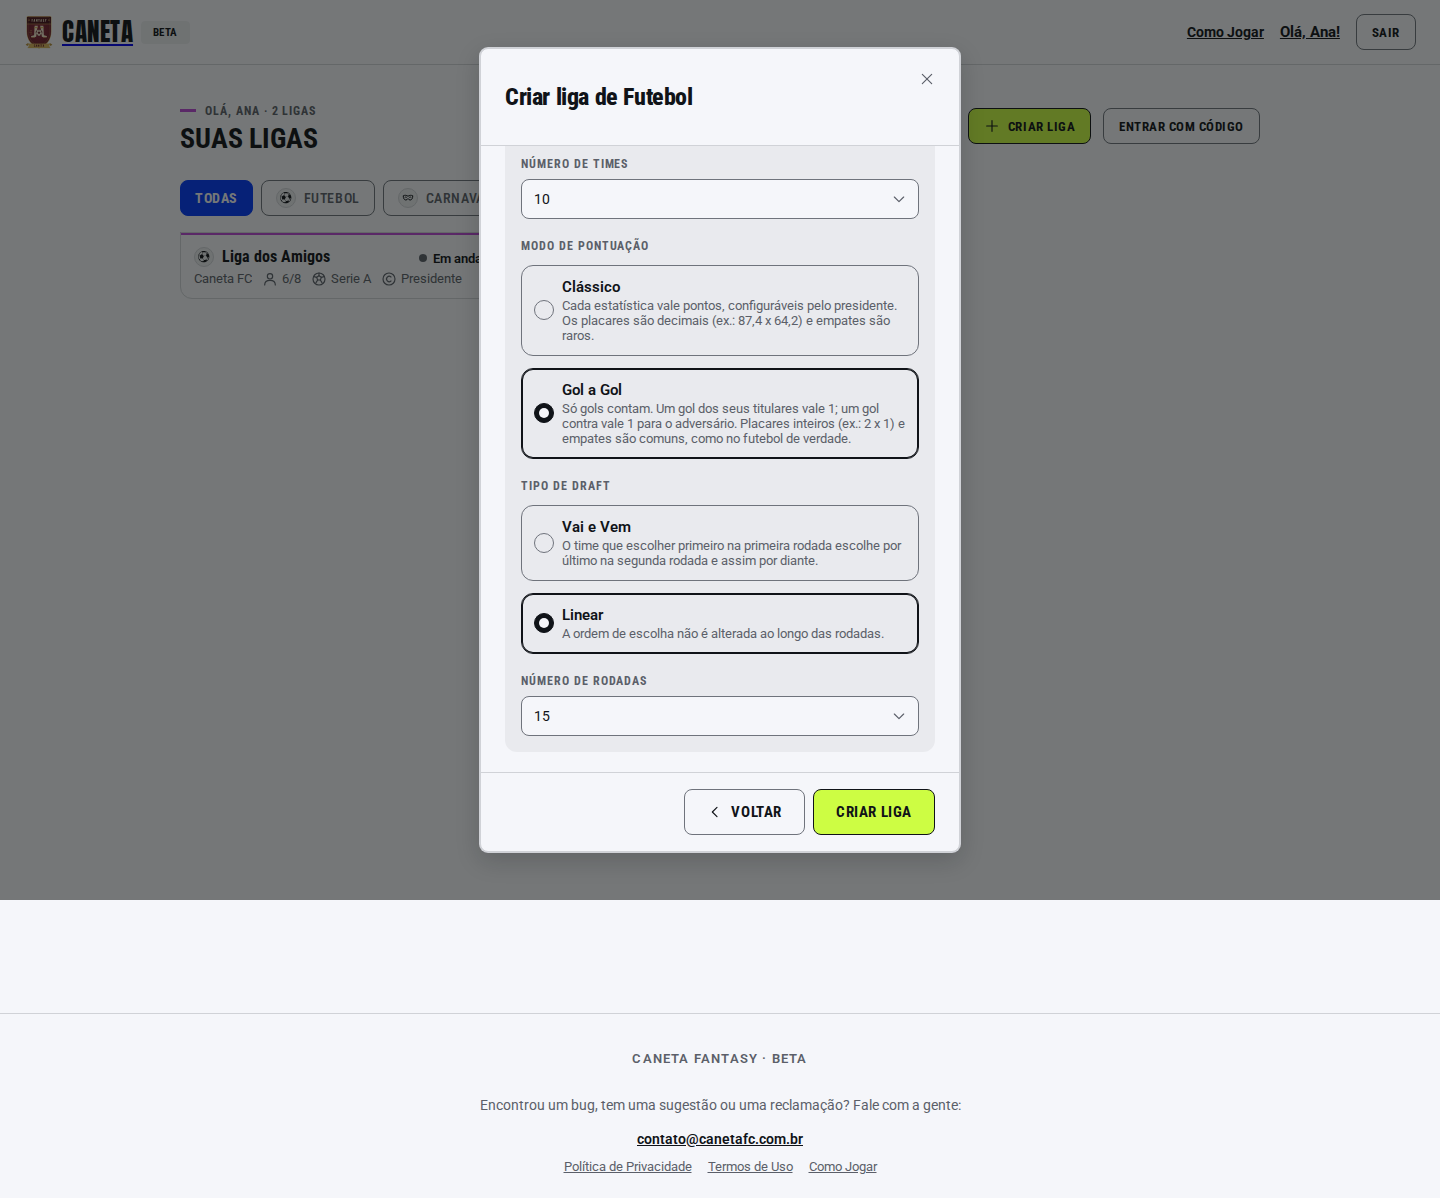 CANETA
BETA
Como Jogar
Olá, Ana!
SAIR
OLÁ, ANA · 2 LIGAS
SUAS LIGAS
CRIAR LIGA
ENTRAR COM CÓDIGO
TODAS
FUTEBOL
CARNAVA
Liga dos Amigos
Em anda
Caneta FC
6/8
Serie A
Presidente
Criar liga de Futebol
NÚMERO DE TIMES
10
MODO DE PONTUAÇÃO
Clássico
Cada estatística vale pontos, configuráveis pelo presidente.
Os placares são decimais (ex.: 87,4 x 64,2) e empates são
raros.
Gol a Gol
Só gols contam. Um gol dos seus titulares vale 1; um gol
contra vale 1 para o adversário. Placares inteiros (ex.: 2 x 1) e
empates são comuns, como no futebol de verdade.
TIPO DE DRAFT
Vai e Vem
O time que escolher primeiro na primeira rodada escolhe por
último na segunda rodada e assim por diante.
Linear
A ordem de escolha não é alterada ao longo das rodadas.
NÚMERO DE RODADAS
15
VOLTAR
CRIAR LIGA
CANETA FANTASY · BETA
Encontrou um bug, tem uma sugestão ou uma reclamação? Fale com a gente:
contato@canetafc.com.br
Política de Privacidade
Termos de Uso
Como Jogar